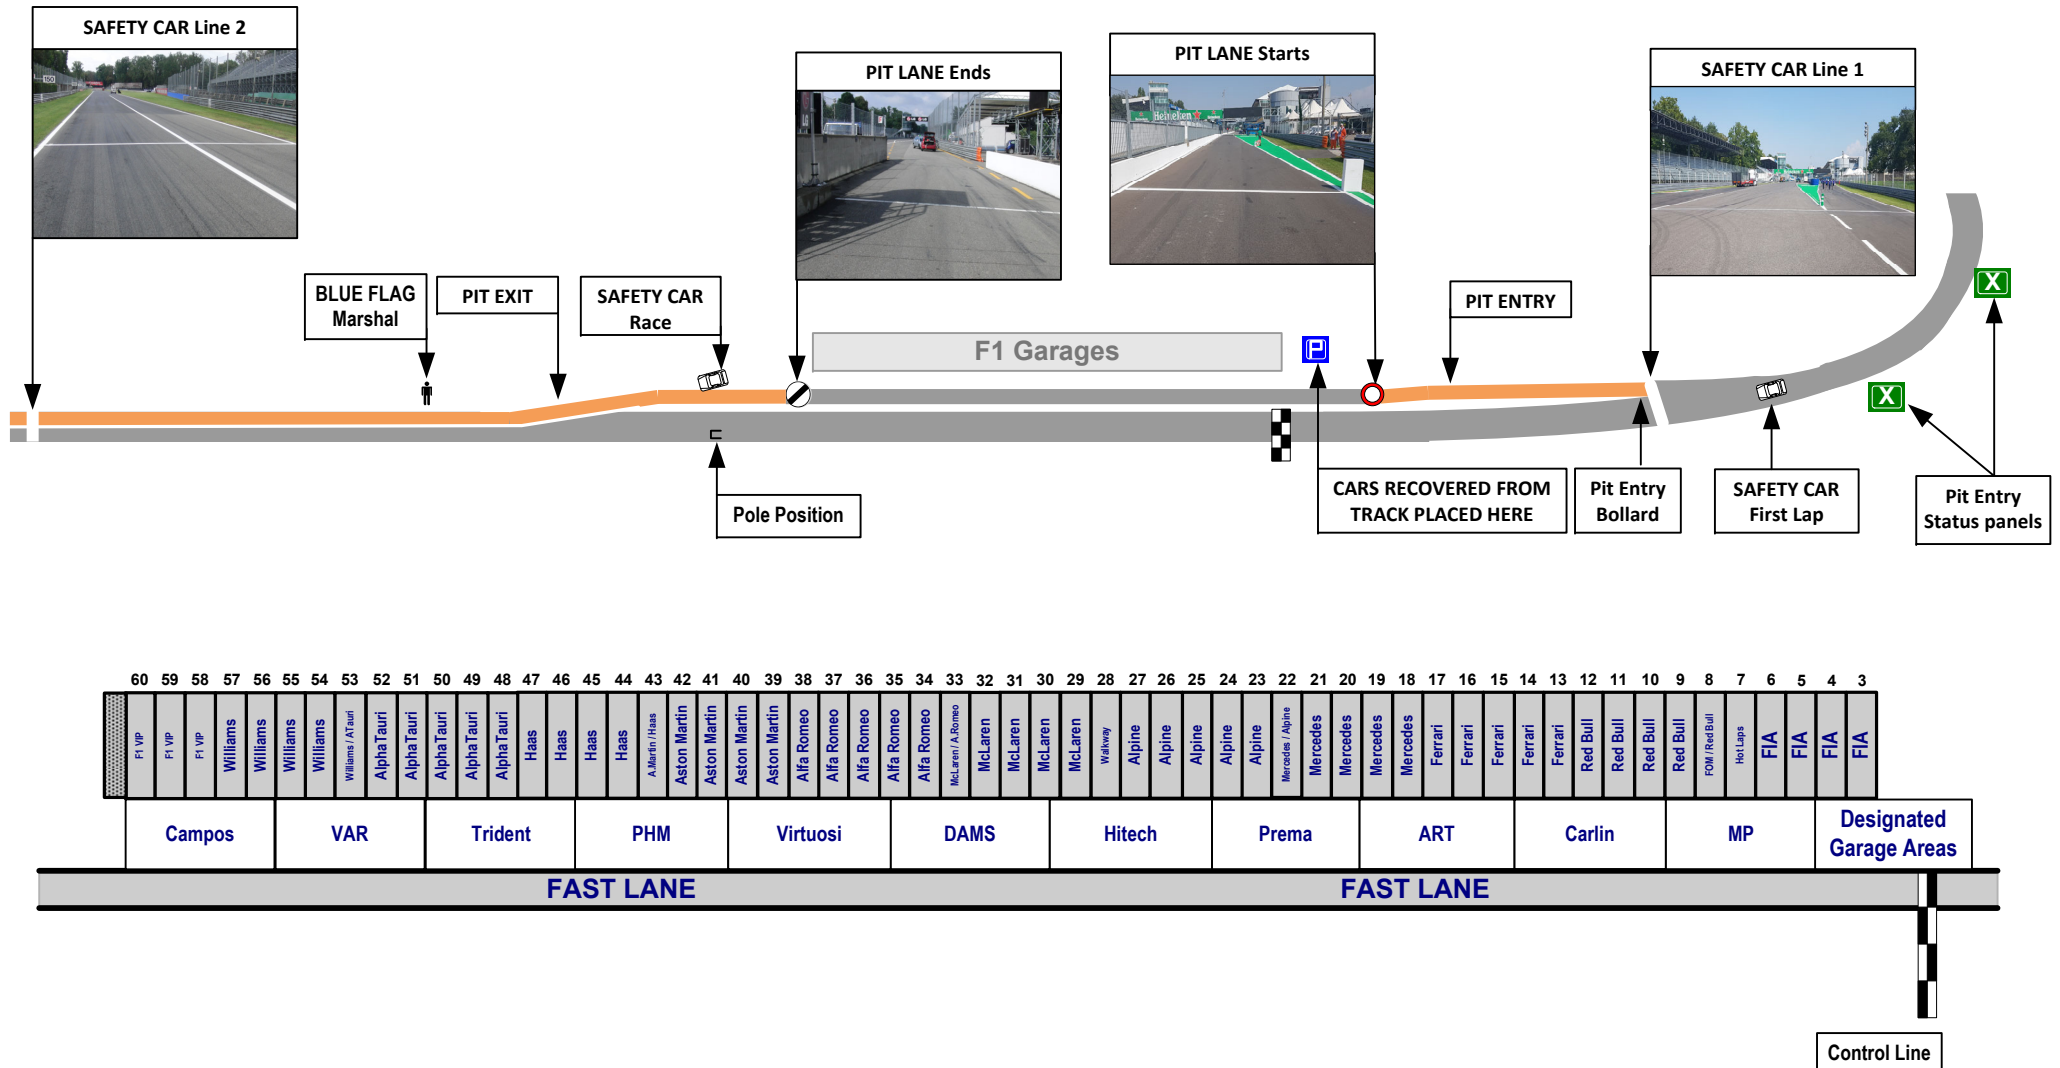 SAFETY CAR Line 2
150
PIT LANE Ends
PIT LANE Starts
Heineken
SAFETY CAR Line 1
BLUE FLAG
Marshal
PIT EXIT
SAFETY CAR
Race
F1 Garages
P
PIT ENTRY
X
X
Pole Position
CARS RECOVERED FROM
TRACK PLACED HERE
Pit Entry
Bollard
SAFETY CAR
First Lap
Pit Entry
Status panels
60 59 58 57 56 55 54 53 52 51 50 49 48 47 46 45 44 43 42 41 40 39 38 37 36 35 34 33 32 31 30 29 28 27 26 25 24 23 22 21 20 19 18 17 16 15 14 13 12 11 10 9 8 7 6 5 4 3
F1 VIP
F1 VIP
F1 VIP
Williams
Williams
Williams
Williams
Williams / ATauri
AlphaTauri
AlphaTauri
AlphaTauri
AlphaTauri
AlphaTauri
Haas
Haas
Haas
Haas
A.Martin / Haas
Aston Martin
Aston Martin
Aston Martin
Aston Martin
Alfa Romeo
Alfa Romeo
Alfa Romeo
Alfa Romeo
Alfa Romeo
McLaren / A.Romeo
McLaren
McLaren
McLaren
McLaren
Walkway
Alpine
Alpine
Alpine
Alpine
Alpine
Mercedes / Alpine
Mercedes
Mercedes
Mercedes
Mercedes
Ferrari
Ferrari
Ferrari
Ferrari
Ferrari
Red Bull
Red Bull
Red Bull
Red Bull
FOM / Red Bull
Hot Laps
FIA
FIA
FIA
FIA
Campos
VAR
Trident
PHM
Virtuosi
DAMS
Hitech
Prema
ART
Carlin
MP
Designated
Garage Areas
FAST LANE
FAST LANE
Control Line